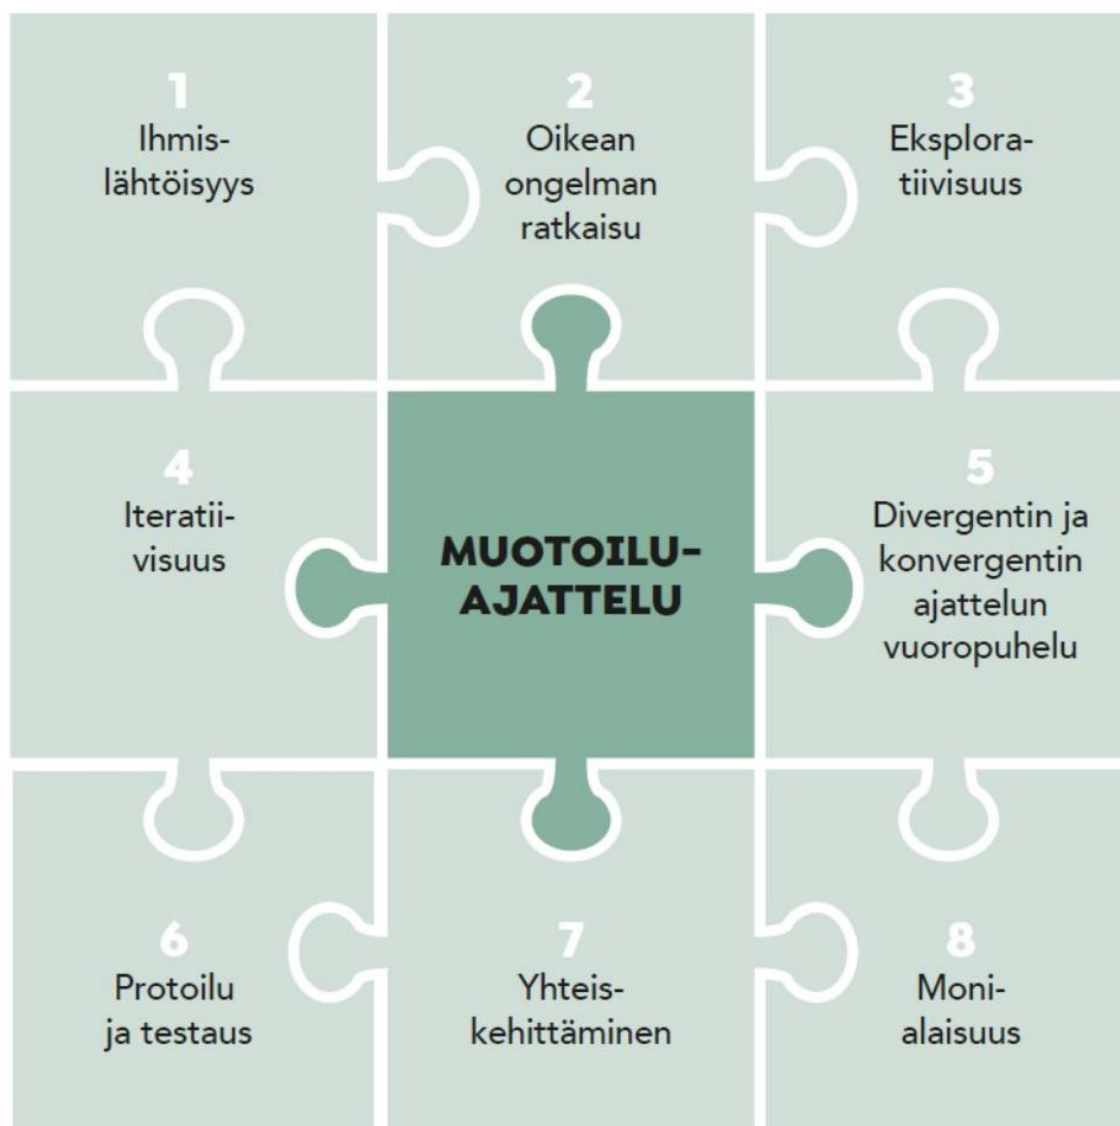 1
Ihmis-
lähtöisyys
2
Oikean
ongelman
ratkaisu
3
Eksplora-
tiivisuus
4
Iteratii-
visuus
MUOTOILU-
AJATTELU
5
Divergentin ja
konvergentin
ajattelun
vuoropuhelu
6
Protoilu
ja testaus
7
Yhteis-
kehittäminen
8
Moni-
alaisuus